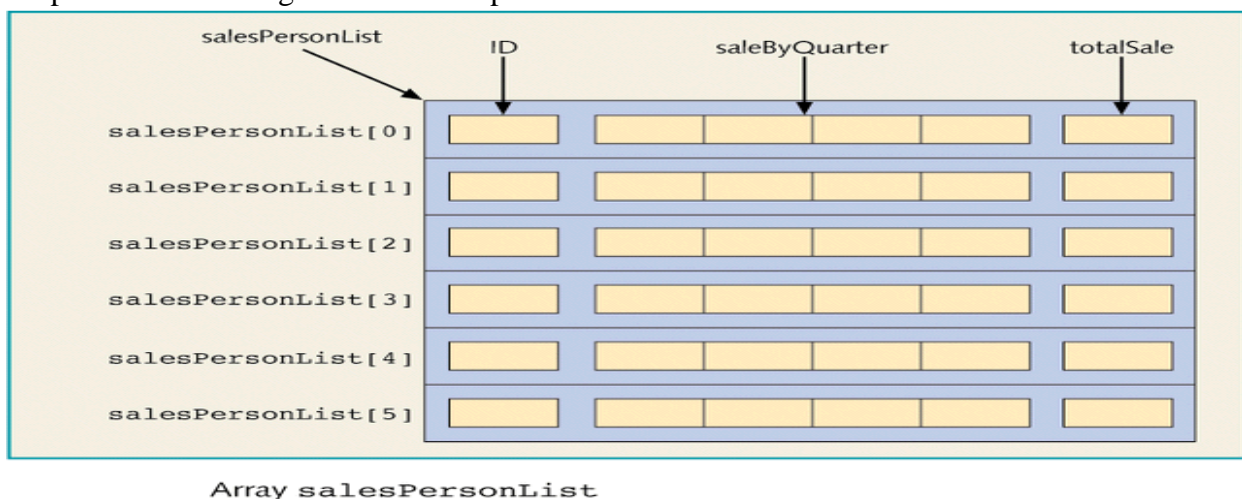 salesPersonList ID saleByQuarter totalSale
salesPersonList[0]
salesPersonList[1]
salesPersonList[2]
salesPersonList[3]
salesPersonList[4]
salesPersonList[5]
Array salesPersonList